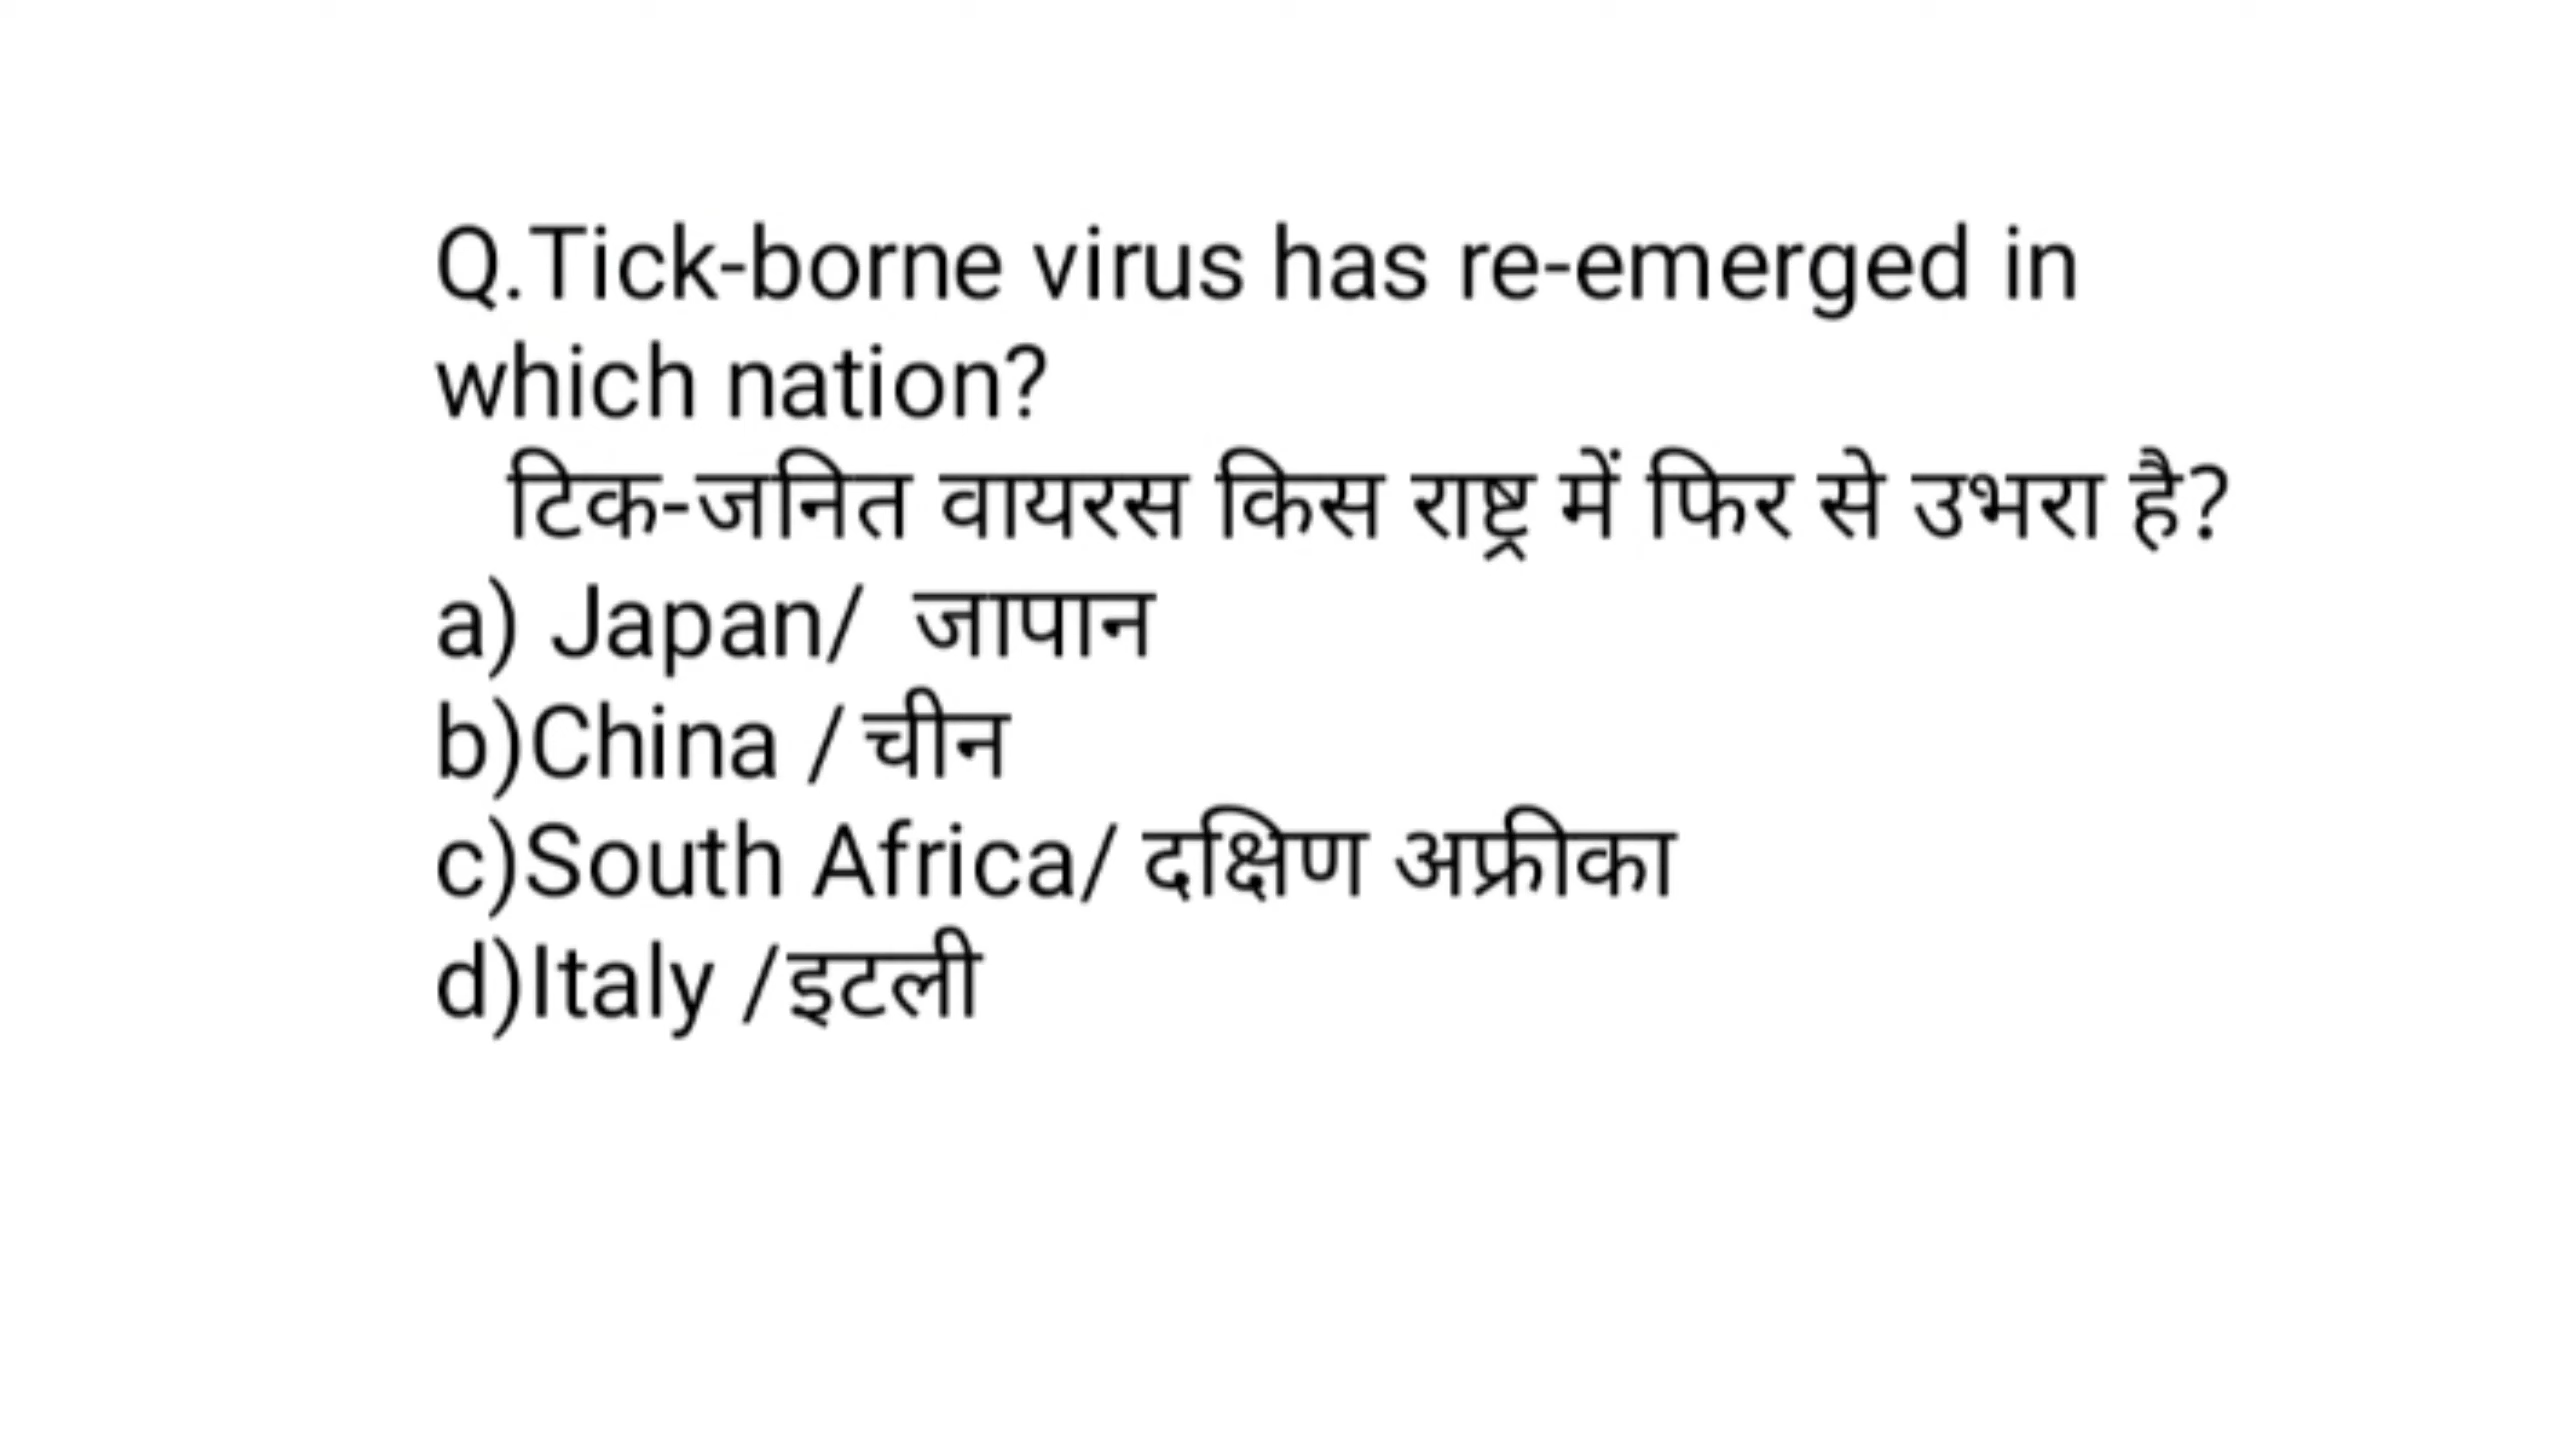 Q.Tick-borne virus has re-emerged in
which nation?
टिक-जनित वायरस किस राष्ट्र में फिर से उभरा है?
a) Japan/ जापान
b)China / चीन
c)South Africa/ दक्षिण अफ्रीका
d)Italy /इटली